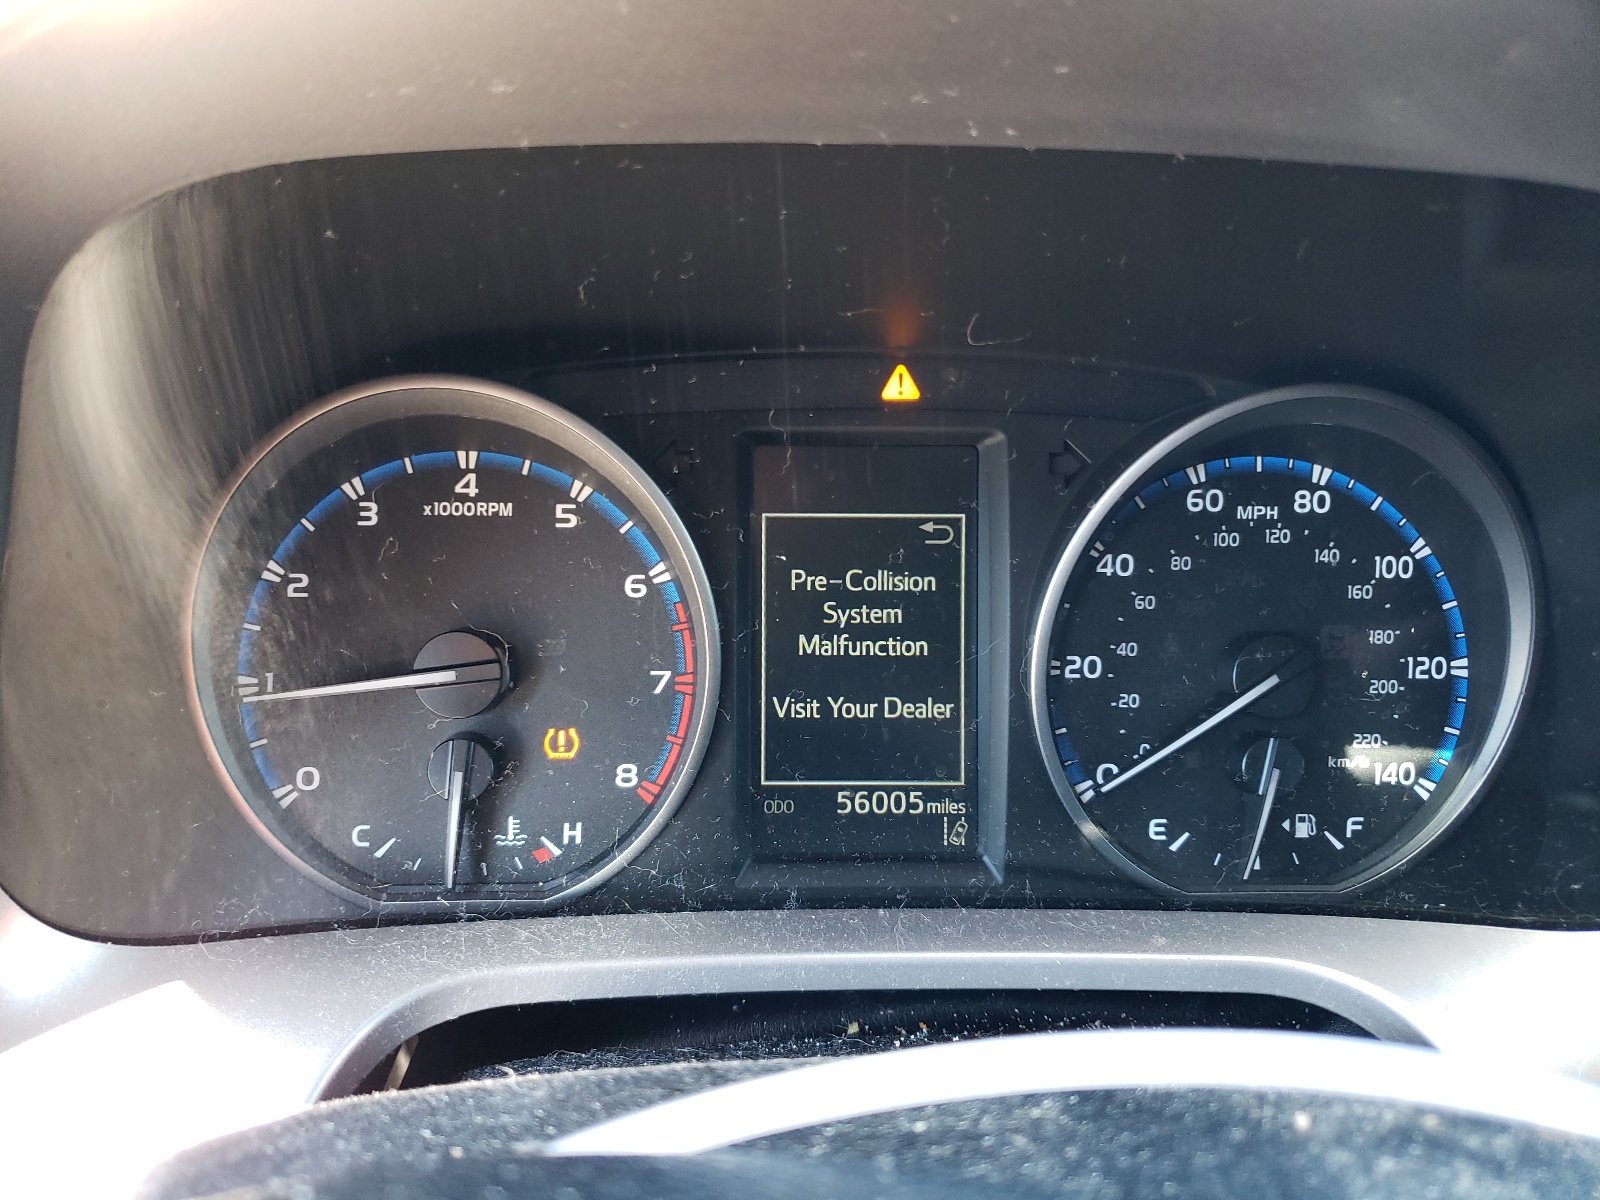 4
x1000RPM
3
5
2
6
1
7
0
8
C
H
Pre-Collision
System
Malfunction
Visit Your Dealer
ODO 56005 miles
60 MPH 80
100 120
80 140
40 100
60 160
40 180
20 120
20 200
0 220
0 km/h 140
E F